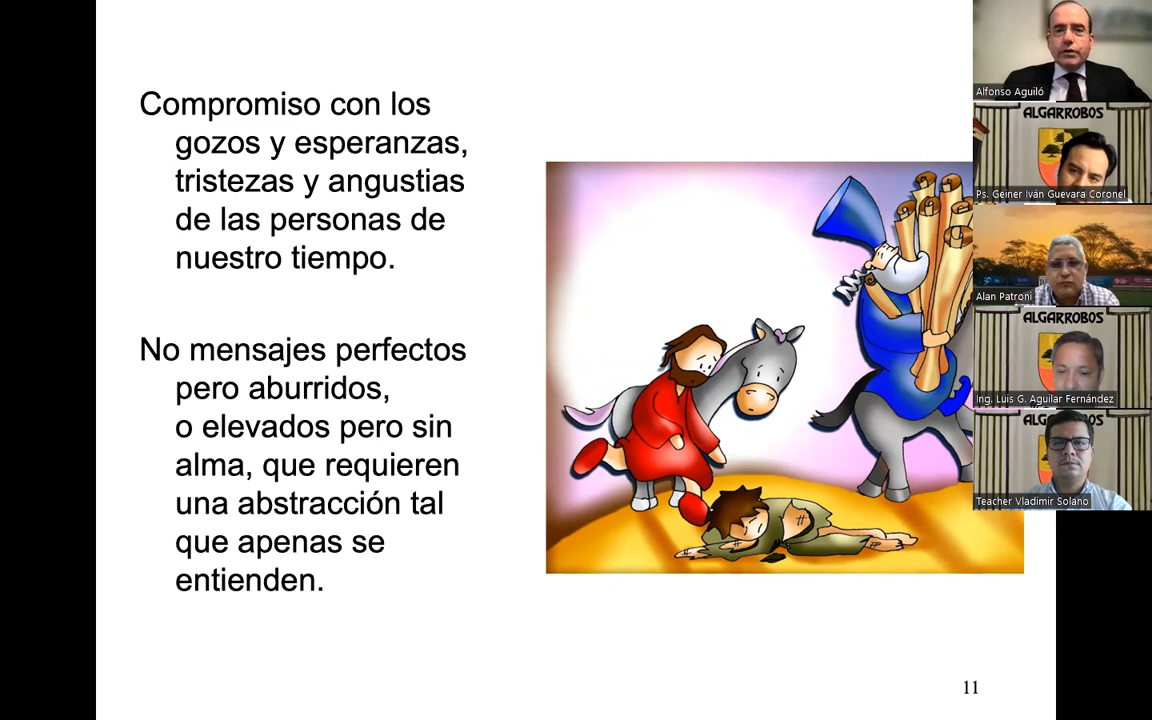 Compromiso con los
gozos y esperanzas,
tristezas y angustias
de las personas de
nuestro tiempo.
No mensajes perfectos
pero aburridos,
o elevados pero sin
alma, que requieren
una abstracción tal
que apenas se
entienden.
11
Alfonso Aguiló
ALGARROBOS
Ps. Geiner Iván Guevara Coronel
Alan Patroni
ALGARROBOS
Ing. Luis G. Aguilar Fernández
Teacher Vladimir Solano